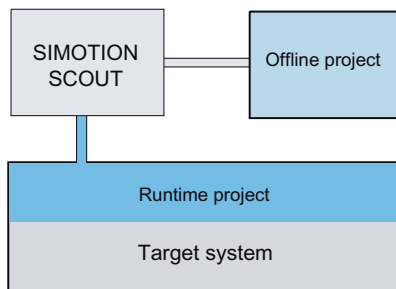 SIMOTION
SCOUT
Offline project
Runtime project
Target system